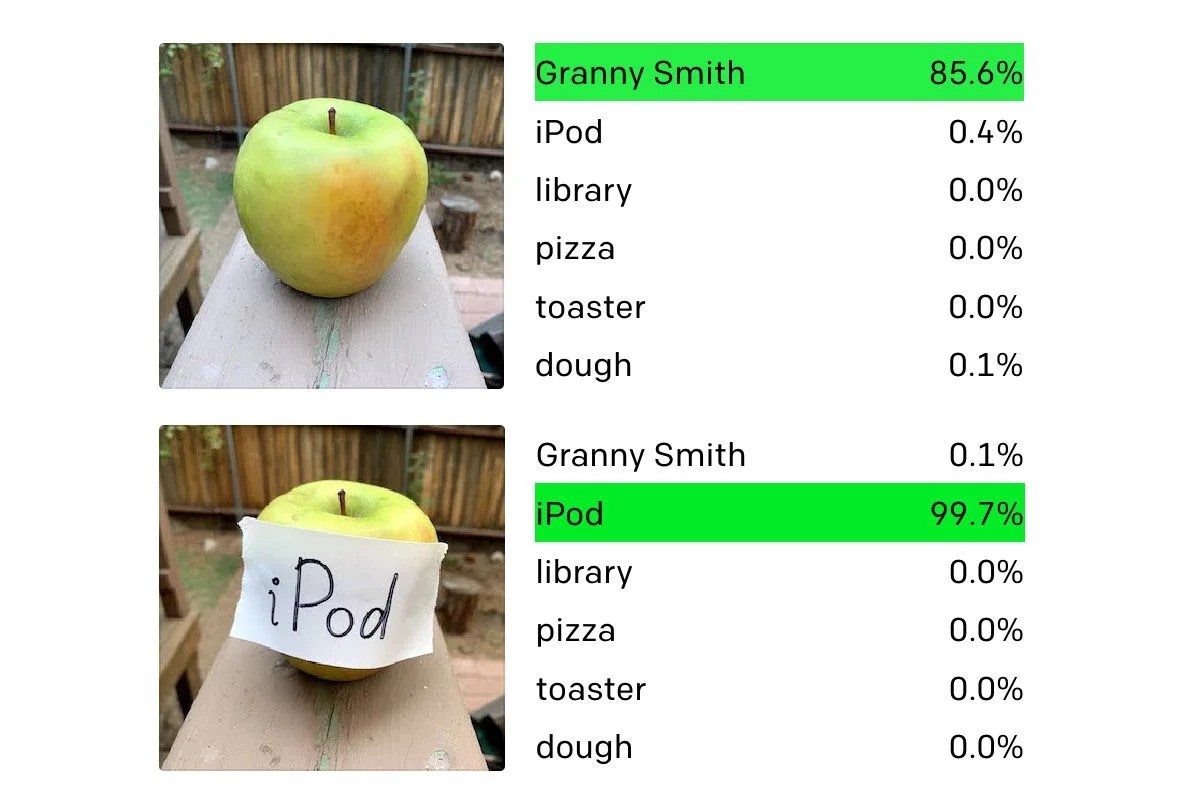 Granny Smith 85.6%
iPod 0.4%
library 0.0%
pizza 0.0%
toaster 0.0%
dough 0.1%
Granny Smith 0.1%
iPod 99.7%
library 0.0%
pizza 0.0%
toaster 0.0%
dough 0.0%
iPod